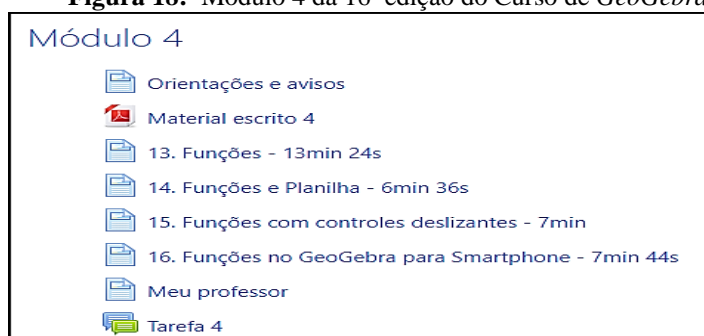 Figura 18: Módulo 4 da 16ª edição do Curso de GeoGebra
Módulo 4
Orientações e avisos
Material escrito 4
13. Funções - 13min 24s
14. Funções e Planilha - 6min 36s
15. Funções com controles deslizantes - 7min
16. Funções no GeoGebra para Smartphone - 7min 44s
Meu professor
Tarefa 4